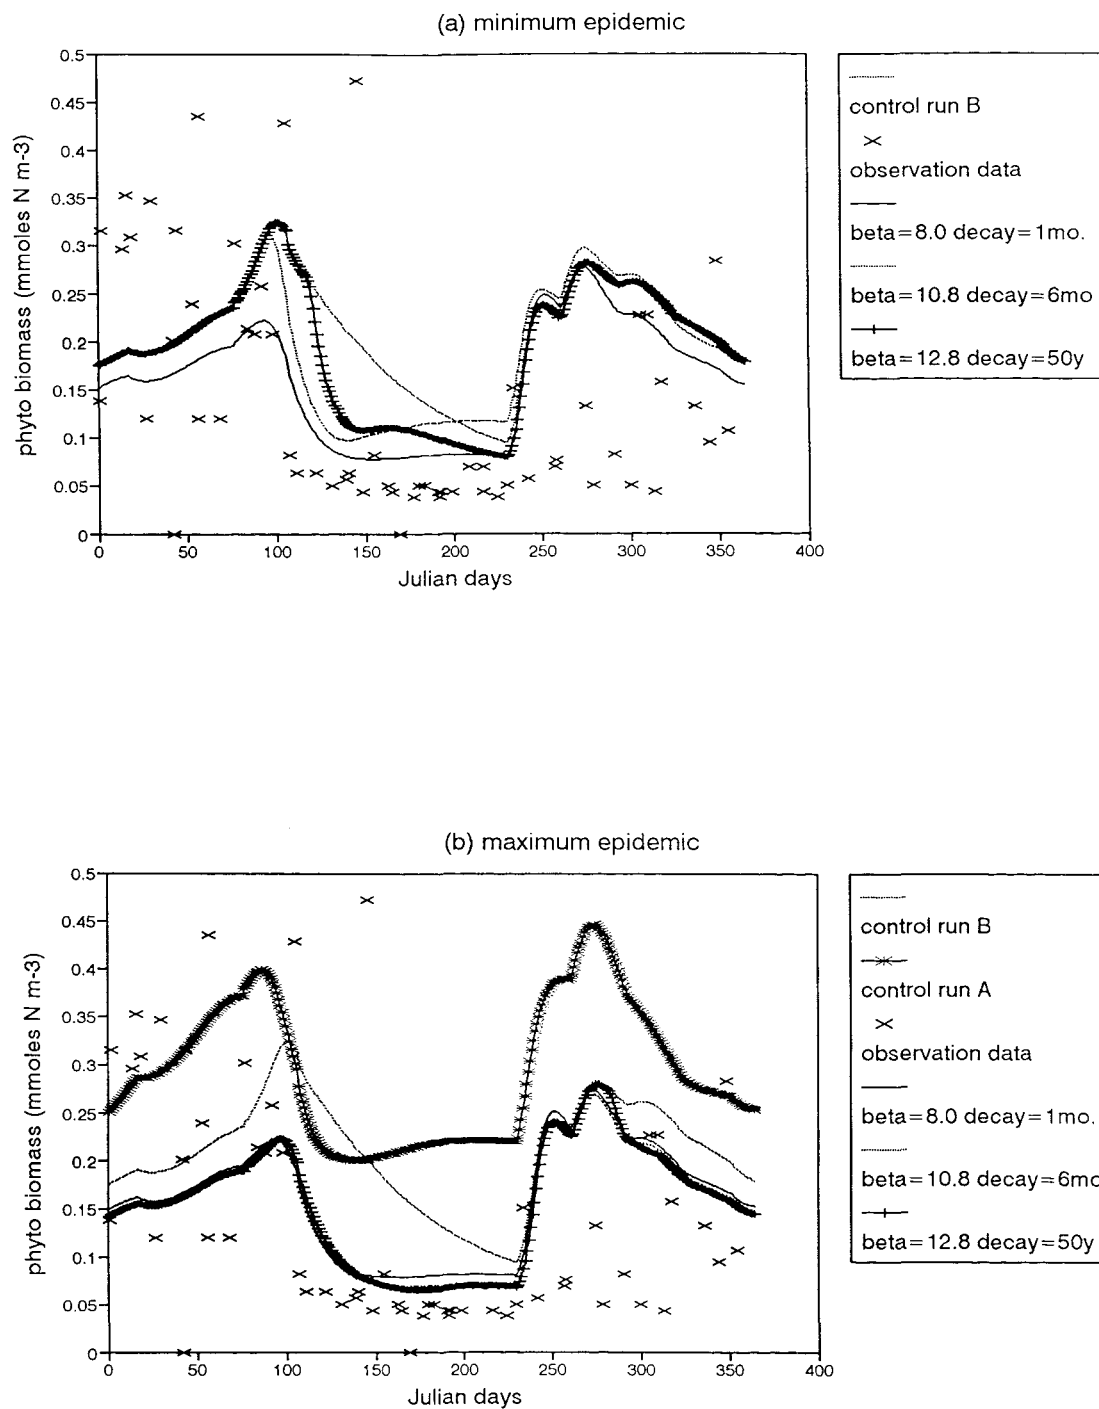 (a) minimum epidemic
0.5
0.45
0.4
0.35
0.3
0.25
0.2
0.15
0.1
0.05
0
phyto biomass (mmoles N m-3)
0 50 100 150 200 250 300 350 400
Julian days
control run B
observation data
beta=8.0 decay=1mo.
beta=10.8 decay=6mo
beta=12.8 decay=50y
(b) maximum epidemic
0.5
0.45
0.4
0.35
0.3
0.25
0.2
0.15
0.1
0.05
0
phyto biomass (mmoles N m-3)
0 50 100 150 200 250 300 350 400
Julian days
control run B
control run A
observation data
beta=8.0 decay=1mo.
beta=10.8 decay=6mo
beta=12.8 decay=50y